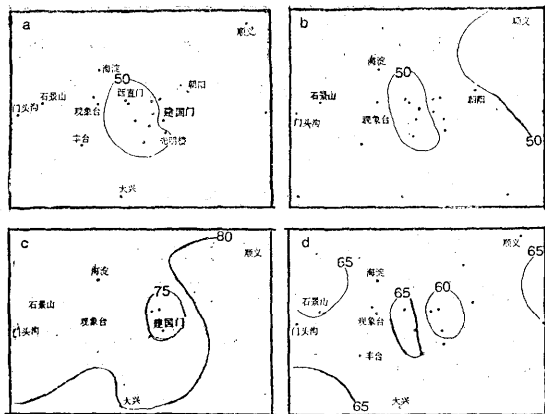 a
顺义
海淀
50
西直门
朝阳
石景山
门头沟
观象台
建国门
丰台
光明楼
大兴
b
顺义
海淀
50
石景山
朝阳
门头沟
观象台
50
c
80
顺义
海淀
75
石景山
门头沟
观象台
建国门
大兴
d
顺义
65
65
海淀
65
60
石景山
门头沟
观象台
丰台
65
大兴